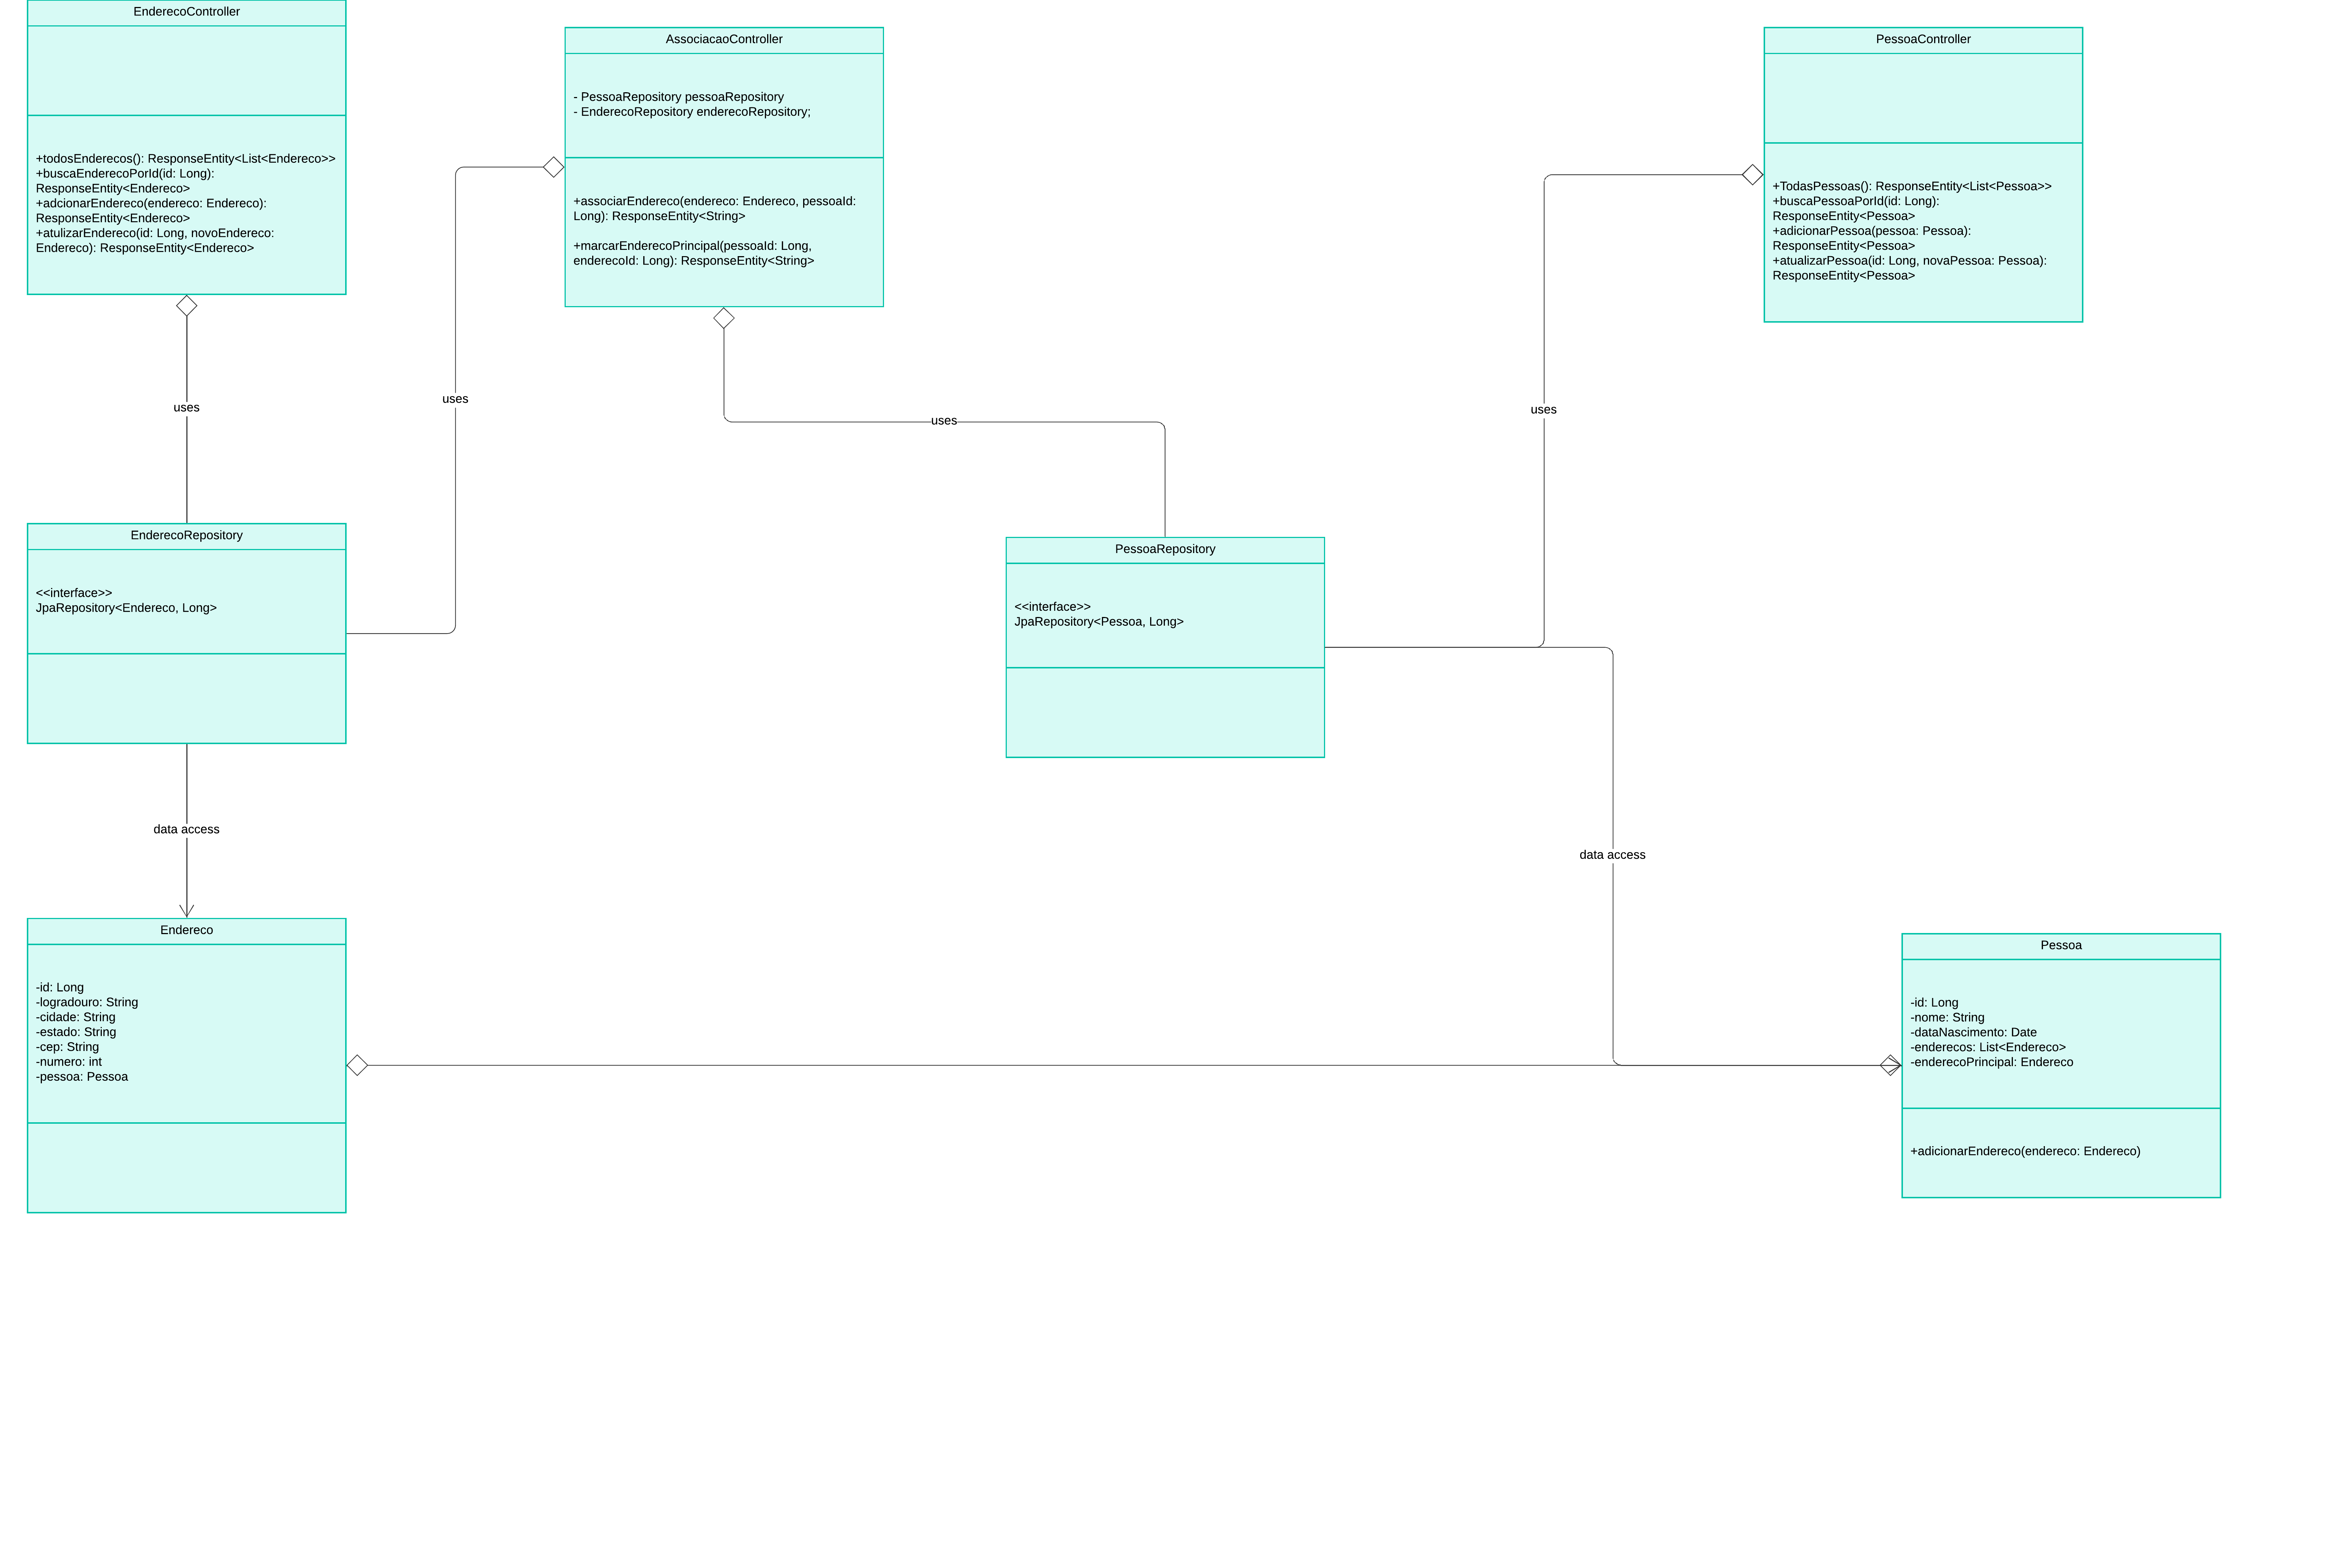 EnderecoController
+todosEnderecos(): ResponseEntity<List<Endereco>>
+buscaEnderecoPorId(id: Long):
ResponseEntity<Endereco>
+adcionarEndereco(endereco: Endereco):
ResponseEntity<Endereco>
+atulizarEndereco(id: Long, novoEndereco:
Endereco): ResponseEntity<Endereco>
AssociacaoController
- PessoaRepository pessoaRepository
- EnderecoRepository enderecoRepository;
+associarEndereco(endereco: Endereco, pessoaId:
Long): ResponseEntity<String>
+marcarEnderecoPrincipal(pessoaId: Long,
enderecoId: Long): ResponseEntity<String>
PessoaController
+TodasPessoas(): ResponseEntity<List<Pessoa>>
+buscaPessoaPorId(id: Long):
ResponseEntity<Pessoa>
+adicionarPessoa(pessoa: Pessoa):
ResponseEntity<Pessoa>
+atualizarPessoa(id: Long, novaPessoa: Pessoa):
ResponseEntity<Pessoa>
uses
uses
uses
uses
EnderecoRepository
<<interface>>
JpaRepository<Endereco, Long>
PessoaRepository
<<interface>>
JpaRepository<Pessoa, Long>
data access
data access
Endereco
-id: Long
-logradouro: String
-cidade: String
-estado: String
-cep: String
-numero: int
-pessoa: Pessoa
Pessoa
-id: Long
-nome: String
-dataNascimento: Date
-enderecos: List<Endereco>
-enderecoPrincipal: Endereco
+adicionarEndereco(endereco: Endereco)